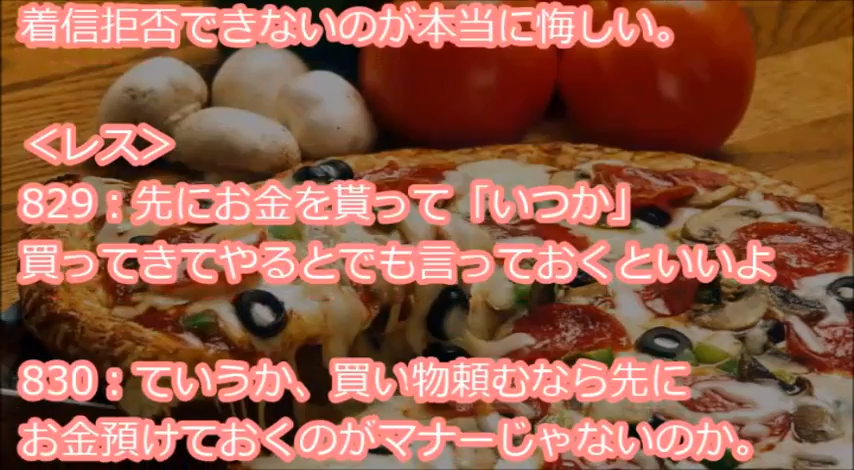 着信拒否できないのが本当に悔しい。
<レス>
829：先にお金を貰って「いつか」
買ってきてやるとでも言っておくといいよ
830：ていうか、買い物頼むなら先に
お金預けておくのがマナーじゃないのか。